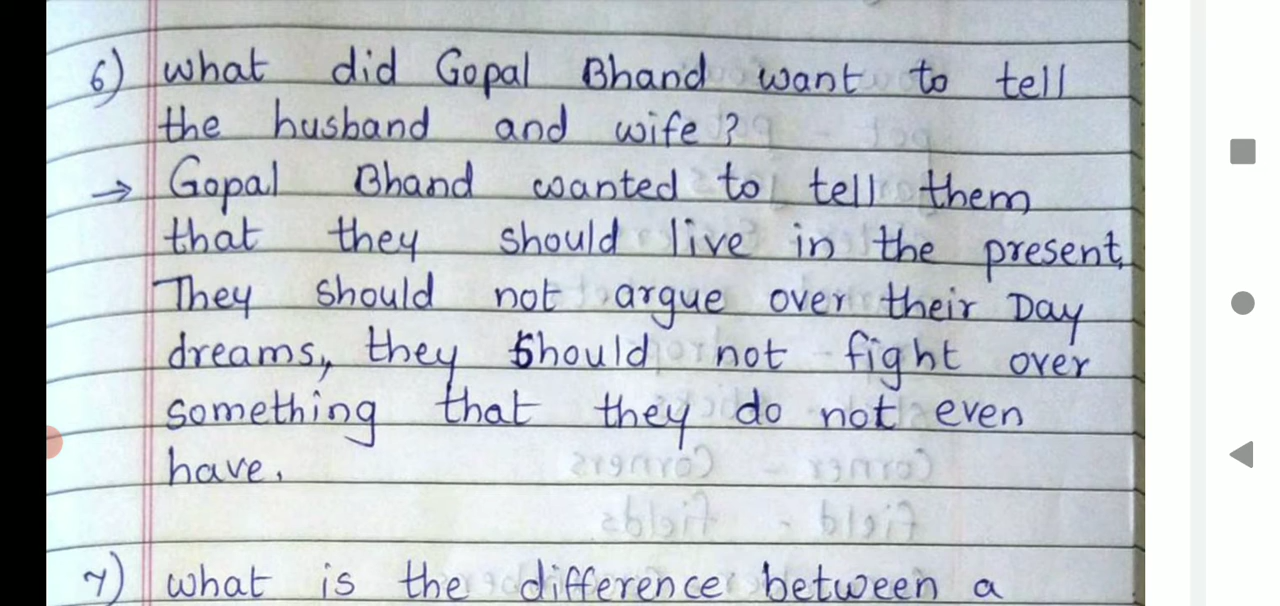 6) what did Gopal Bhand want to tell
the husband and wife?
→ Gopal Bhand wanted to tell them
that they should live in the present.
They should not argue over their Day
dreams,, they should not fight over
something that they do not even
have.
7) what is the difference between a